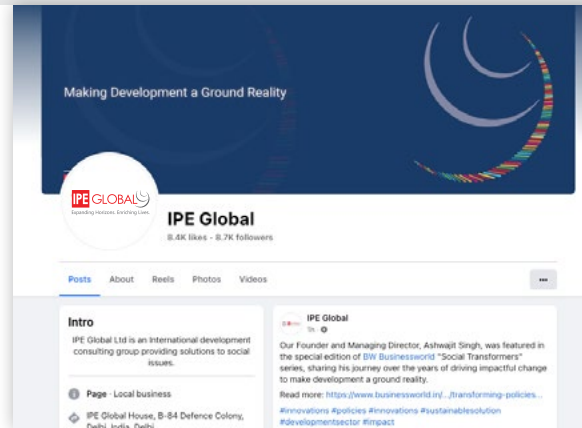 Making Development a Ground Reality
IPE GLOBAL
Expanding Horizons. Enriching Lives.
IPE Global
8.4K likes • 8.7K followers
Posts About Reels Photos Videos
Intro
IPE Global Ltd is an International development
consulting group providing solutions to social
issues.
Page · Local business
IPE Global House, B-84 Defence Colony,
Delhi, India, Delhi
IPE Global
1h ·
Our Founder and Managing Director, Ashwajit Singh, was featured in
the special edition of BW Businessworld "Social Transformers"
series, sharing his journey over the years of driving impactful change
to make development a ground reality.
Read more: https://www.businessworld.in/.../transforming-policies...
#innovations #policies #innovations #sustainablesolution
#developmentsector #impact